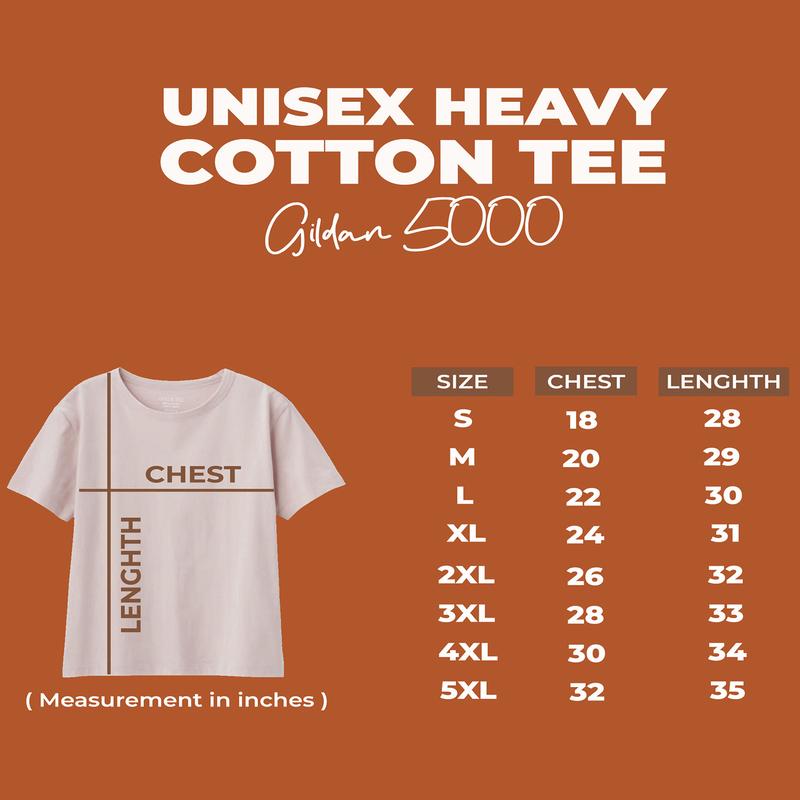 UNISEX HEAVY
COTTON TEE
Gildan 5000
SIZE CHEST LENGHTH
S 18 28
M 20 29
L 22 30
XL 24 31
2XL 26 32
3XL 28 33
4XL 30 34
5XL 32 35
CHEST
LENGHTH
( Measurement in inches )